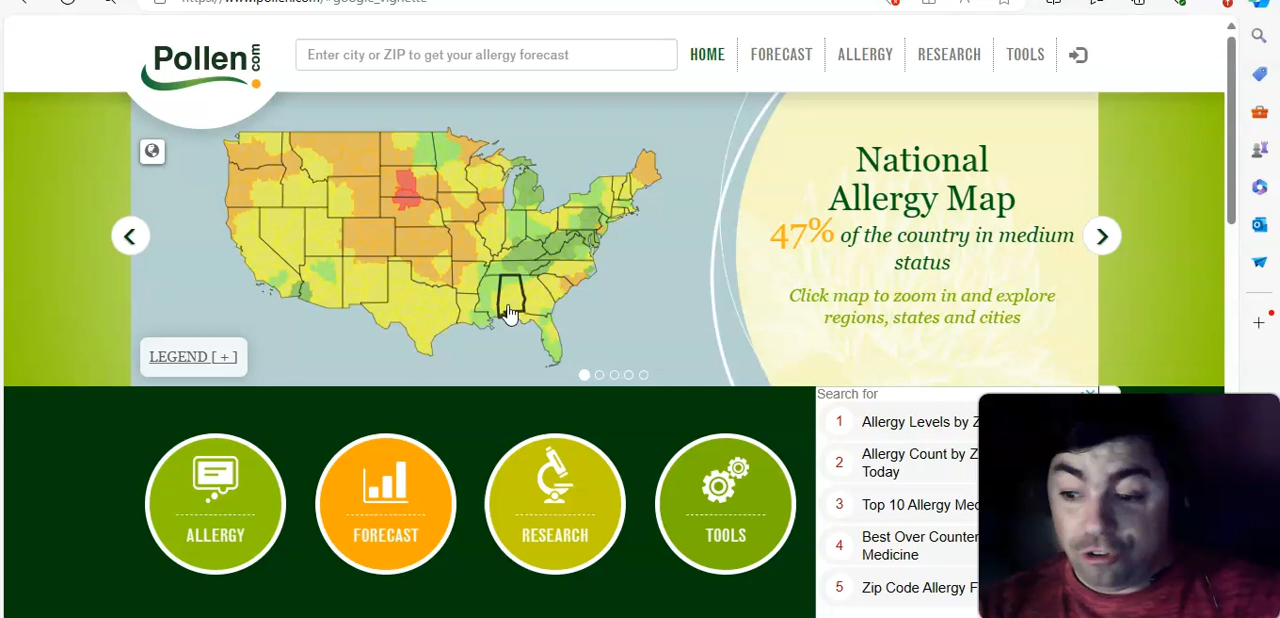 Pollen
.com
Enter city or ZIP to get your allergy forecast
HOME
FORECAST
ALLERGY
RESEARCH
TOOLS
National
Allergy Map
47% of the country in medium
status
Click map to zoom in and explore
regions, states and cities
LEGEND [ + ]
ALLERGY
FORECAST
RESEARCH
TOOLS
Search for
1 Allergy Levels by
2 Allergy Count by
Today
3 Top 10 Allergy
4 Best Over Counter
Medicine
5 Zip Code Allergy